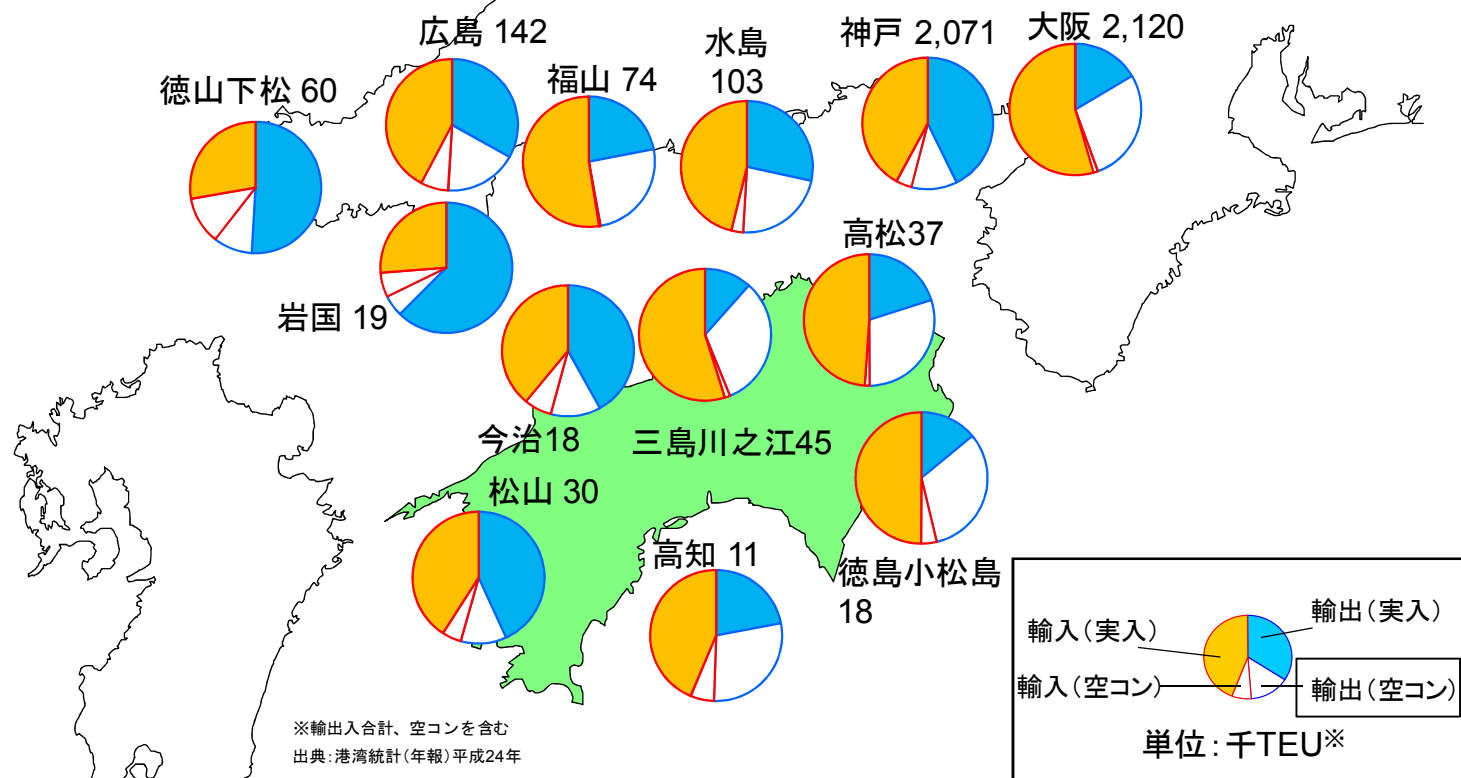 広島 142
福山 74
水島
103
神戸 2,071
大阪 2,120
徳山下松 60
岩国 19
高松37
今治18
三島川之江45
松山 30
高知 11
徳島小松島
18
輸入(実入)
輸出(実入)
輸入(空コン)
輸出(空コン)
単位:千TEU※
※輸出入合計、空コンを含む
出典:港湾統計(年報)平成24年